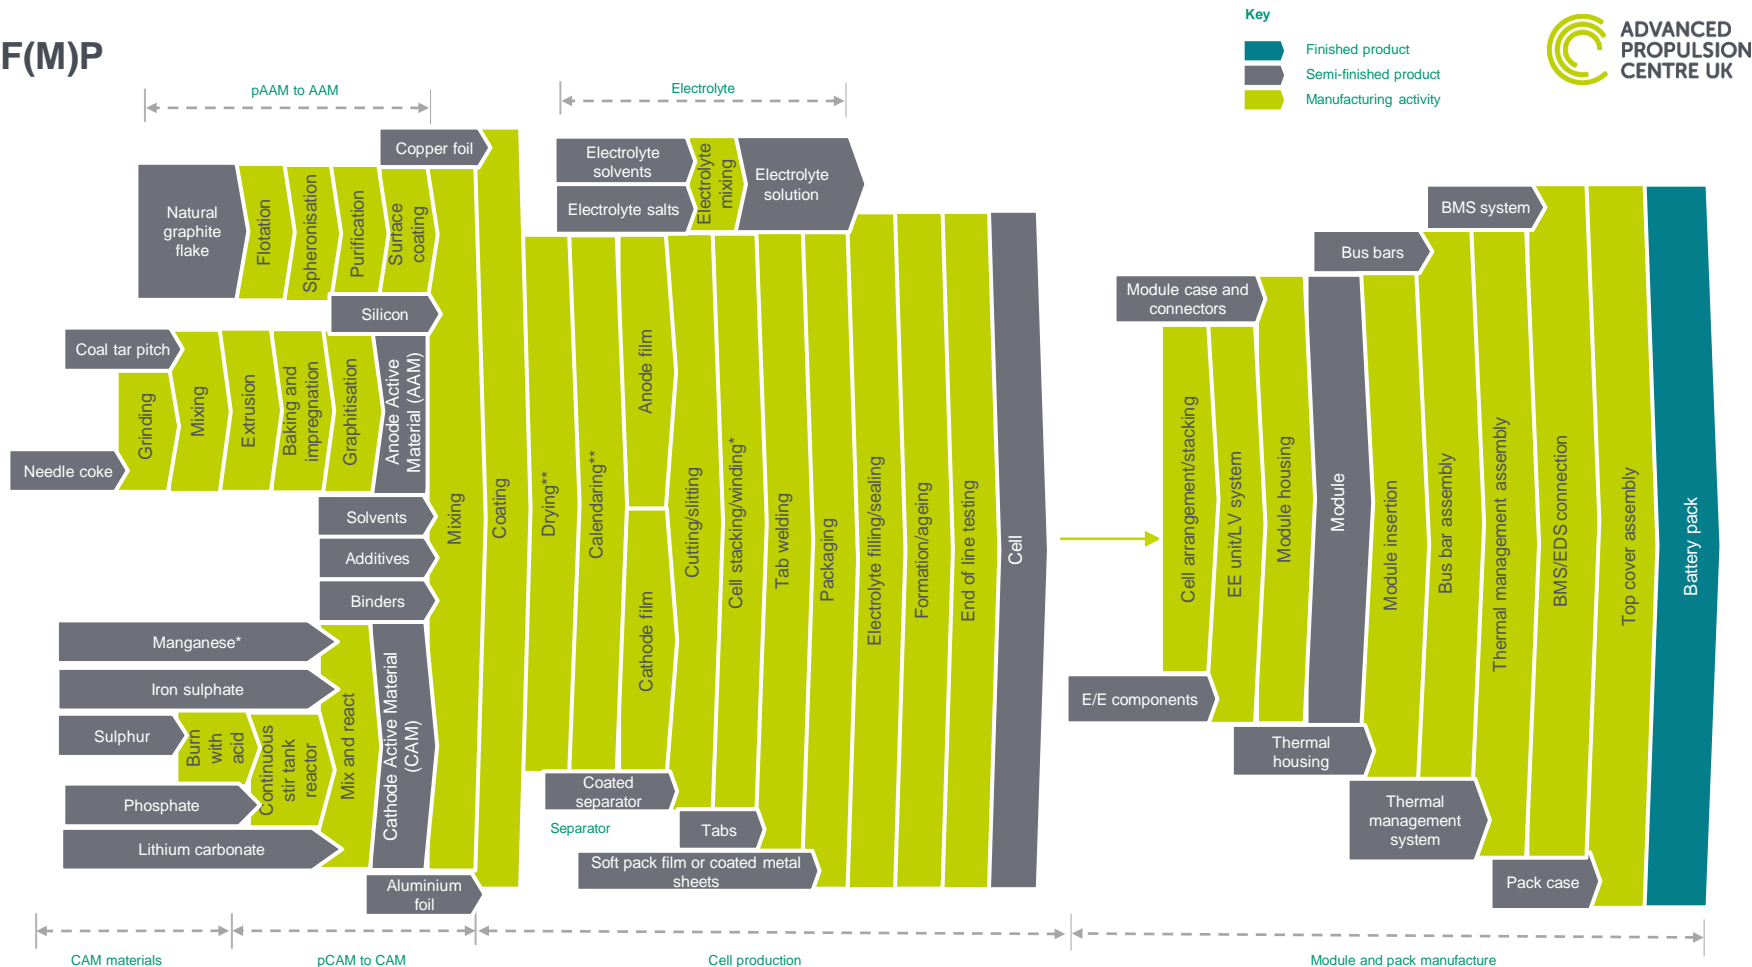 F(M)P
Key
Finished product
Semi-finished product
Manufacturing activity
ADVANCED
PROPULSION
CENTRE UK
pAAM to AAM
Electrolyte
Copper foil
Natural
graphite
flake
Flotation
Spheronisation
Purification
Surface
coating
Silicon
Coal tar pitch
Needle coke
Grinding
Mixing
Extrusion
Baking and
impregnation
Graphitisation
Anode Active
Material (AAM)
Solvents
Additives
Binders
Manganese*
Iron sulphate
Sulphur
Burn
with
acid
Phosphate
Continuous
stir tank
reactor
Lithium carbonate
Mix and react
Cathode Active Material
(CAM)
Aluminium
foil
Mixing
Coating
Drying**
Calendaring**
Anode film
Cathode film
Electrolyte
solvents
Electrolyte salts
Electrolyte
mixing
Electrolyte
solution
Cutting/slitting
Cell stacking/winding*
Tab welding
Packaging
Electrolyte filling/sealing
Formation/ageing
End of line testing
Cell
Coated
separator
Separator
Tabs
Soft pack film or coated metal
sheets
Module case and
connectors
Cell arrangement/stacking
EE unit/LV system
E/E components
Module housing
Module
Thermal
housing
Bus bars
Module insertion
Bus bar assembly
BMS system
Thermal management assembly
Thermal
management
system
BMS/EDS connection
Pack case
Top cover assembly
Battery pack
CAM materials
pCAM to CAM
Cell production
Module and pack manufacture